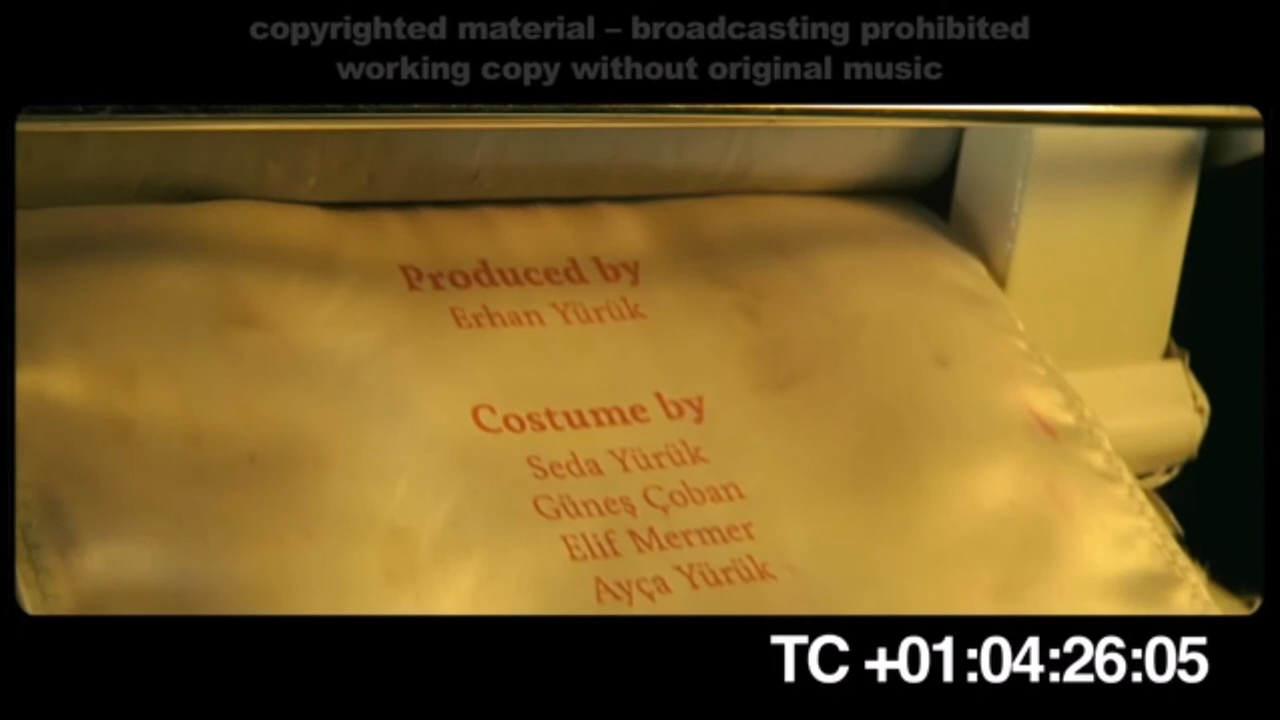 copyrighted material – broadcasting prohibited
working copy without original music
Produced by
Erhan Yürük
Costume by
Seda Yürük
Güneş Çoban
Elif Mermer
Ayça Yürük
TC +01:04:26:05